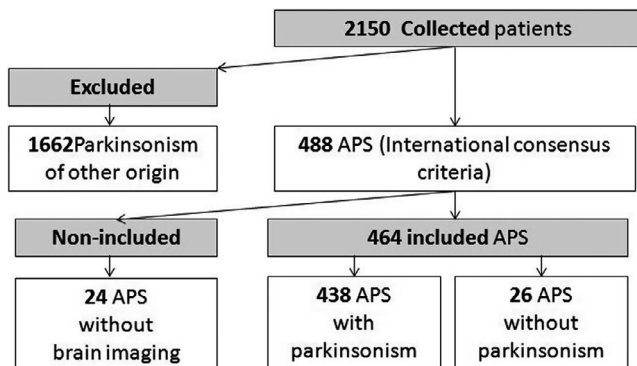 2150 Collected patients
Excluded
1662Parkinsonism
of other origin
488 APS (International consensus
criteria)
Non-included
464 included APS
24 APS
without
brain imaging
438 APS
with
parkinsonism
26 APS
without
parkinsonism